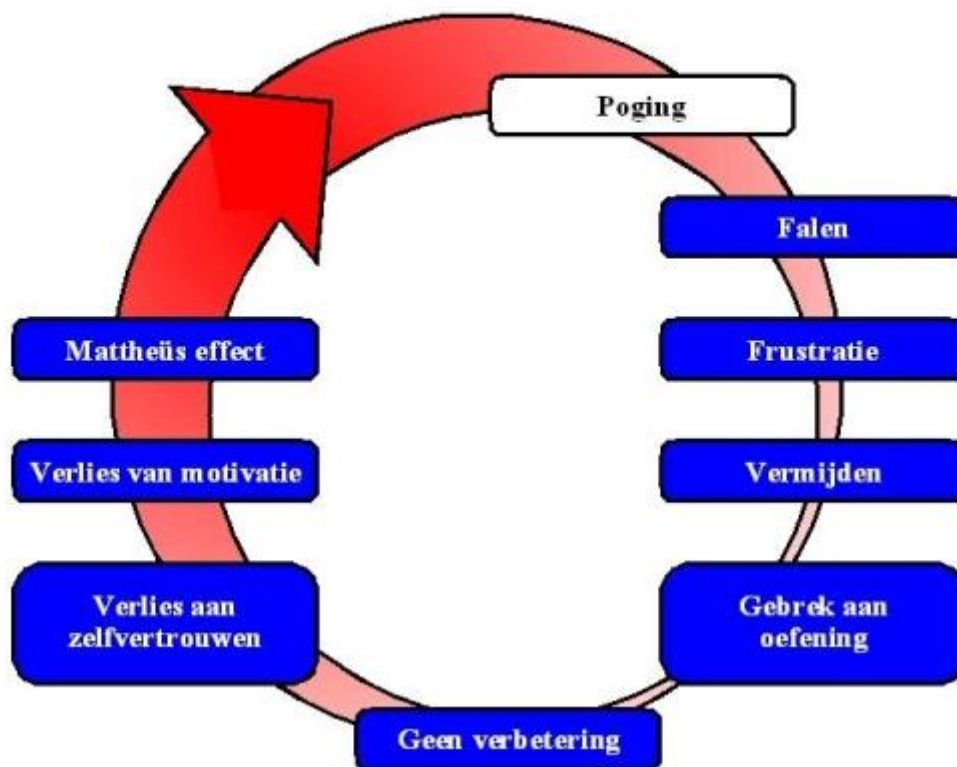 Poging
Falen
Frustratie
Vermijden
Gebrek aan
oefening
Geen verbetering
Verlies aan
zelfvertrouwen
Verlies van motivatie
Mattheüs effect